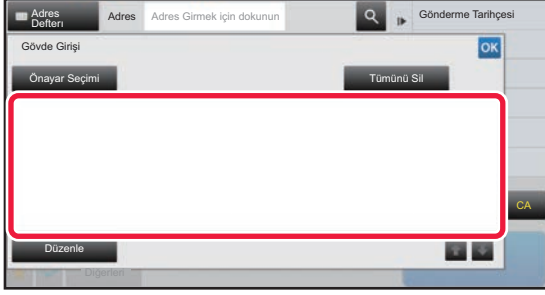 Adres Defteri
Adres
Adres Girmek için dokunun
Gönderme Tarihçesi
Gövde Girişi
OK
Önayar Seçimi
Tümünü Sil
CA
Düzenle
Diğerleri